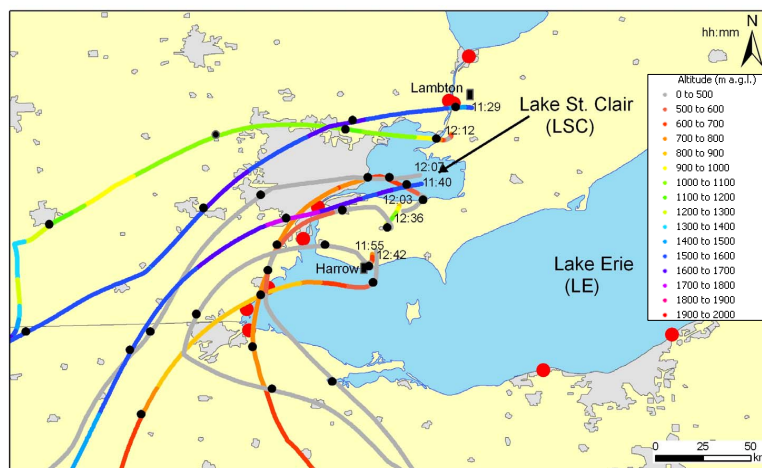 hh:mm
N
Altitude (m a.g.l.)
0 to 500
500 to 600
600 to 700
700 to 800
800 to 900
900 to 1000
1000 to 1100
1100 to 1200
1200 to 1300
1300 to 1400
1400 to 1500
1500 to 1600
1600 to 1700
1700 to 1800
1800 to 1900
1900 to 2000
Lambton
11:29
Lake St. Clair
(LSC)
12:12
12:07
11:40
12:03
12:36
11:55
12:42
Harrow
Lake Erie
(LE)
0 25 50
km